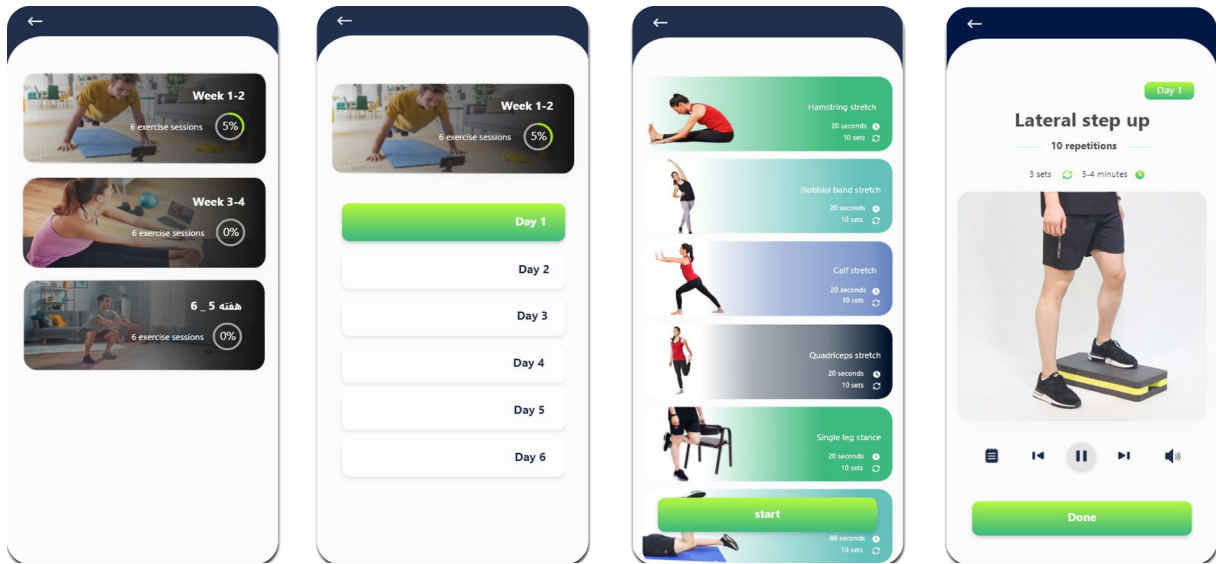 Week 1-2
6 exercise sessions 5%
Week 3-4
6 exercise sessions 0%
هفته 5 _ 6
6 exercise sessions 0%
Week 1-2
6 exercise sessions 5%
Day 1
Day 2
Day 3
Day 4
Day 5
Day 6
Hamstring stretch
20 seconds
10 sets
Iliotibial band stretch
20 seconds
10 sets
Calf stretch
20 seconds
10 sets
Quadriceps stretch
20 seconds
10 sets
Single leg stance
20 seconds
10 sets
start
60 seconds
10 sets
Day 1
Lateral step up
10 repetitions
3 sets 3-4 minutes
Done